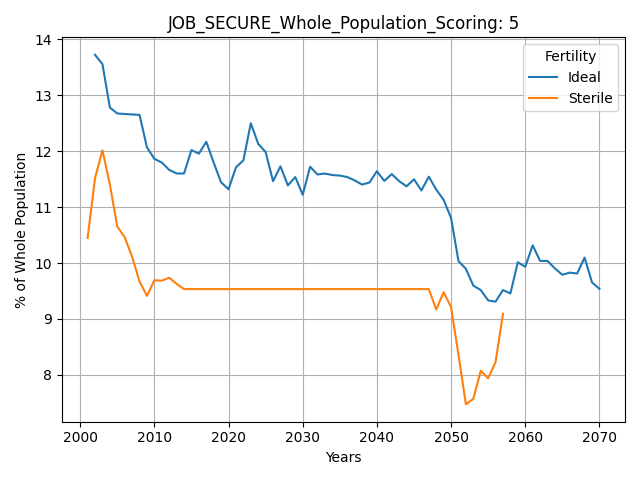 JOB_SECURE_Whole_Population_Scoring: 5
Fertility
Ideal
Sterile
% of Whole Population
14
13
12
11
10
9
8
2000 2010 2020 2030 2040 2050 2060 2070
Years